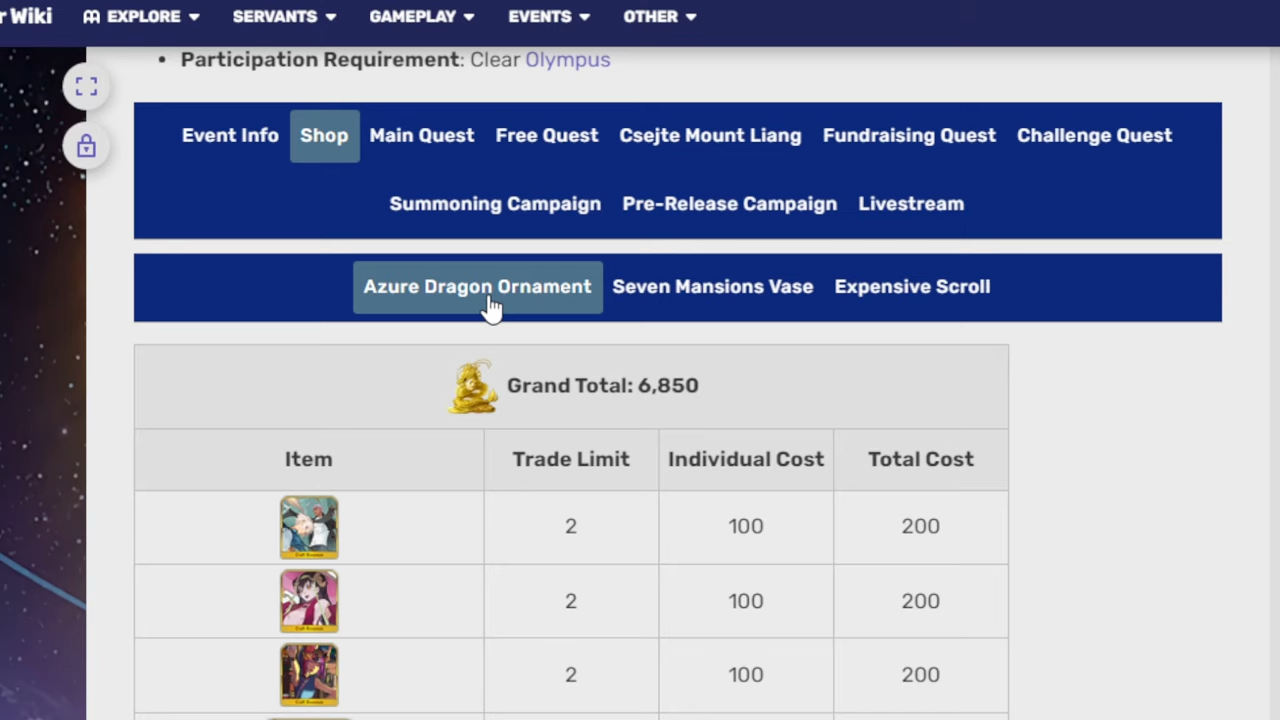 r Wiki EXPLORE SERVANTS GAMEPLAY EVENTS OTHER
• Participation Requirement: Clear Olympus
Event Info Shop Main Quest Free Quest Csejte Mount Liang Fundraising Quest Challenge Quest
Summoning Campaign Pre-Release Campaign Livestream
Azure Dragon Ornament Seven Mansions Vase Expensive Scroll
Grand Total: 6,850
Item Trade Limit Individual Cost Total Cost
2 100 200
2 100 200
2 100 200